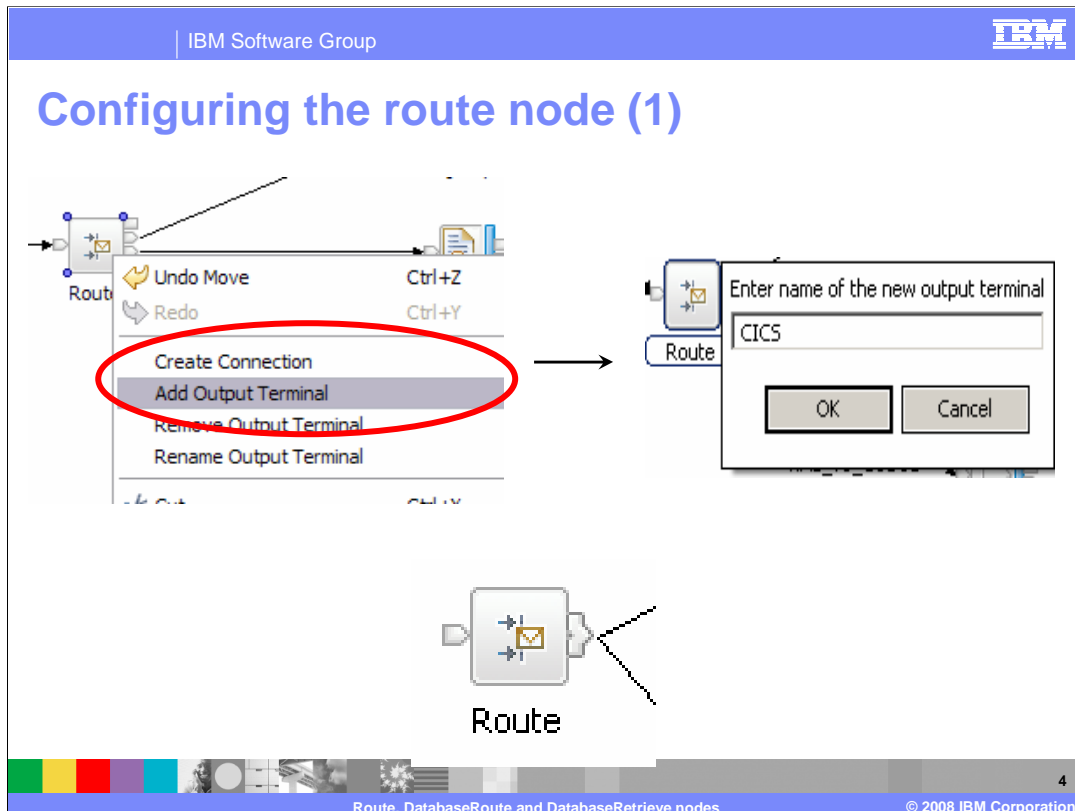 IBM Software Group
IBM
Configuring the route node (1)
Undo Move Ctrl+Z
Redo Ctrl+Y
Create Connection
Add Output Terminal
Remove Output Terminal
Rename Output Terminal
Enter name of the new output terminal
CICS
OK Cancel
Route
Route
4
Route, DatabaseRoute and DatabaseRetrieve nodes © 2008 IBM Corporation